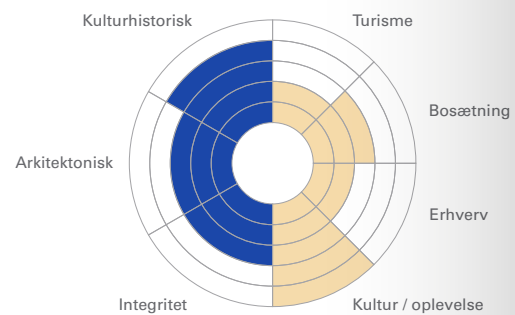 Kulturhistorisk
Turisme
Bosætning
Arkitektonisk
Erhverv
Integritet
Kultur / oplevelse